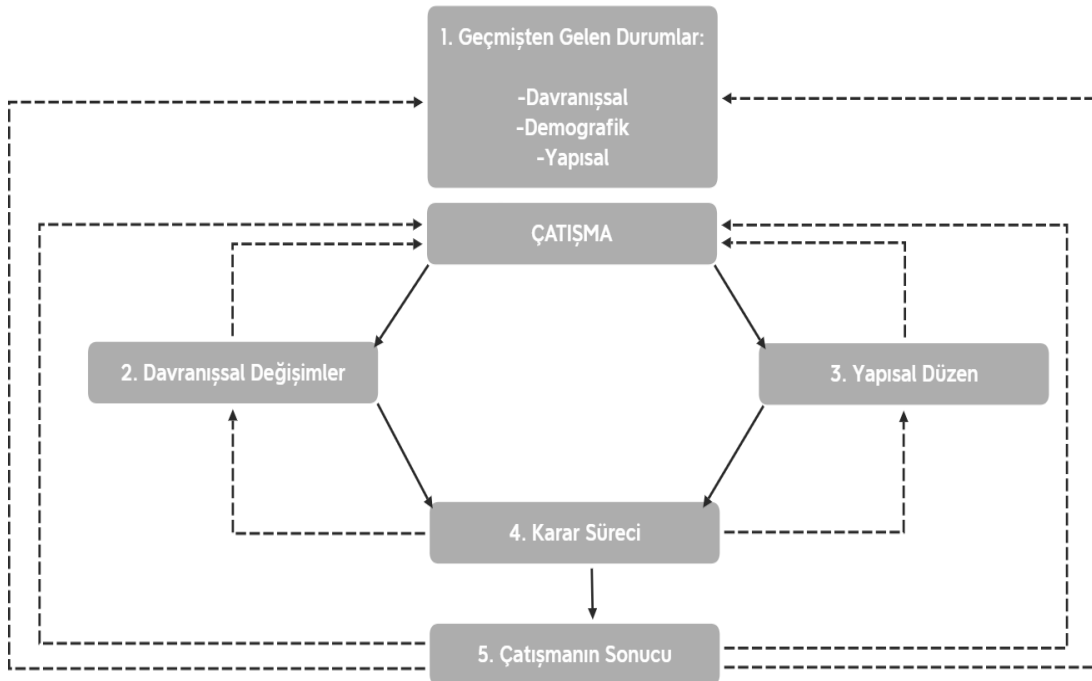 1. Geçmişten Gelen Durumlar:
-Davranışsal
-Demografik
-Yapısal
ÇATIŞMA
2. Davranışsal Değişimler
3. Yapısal Düzen
4. Karar Süreci
5. Çatışmanın Sonucu